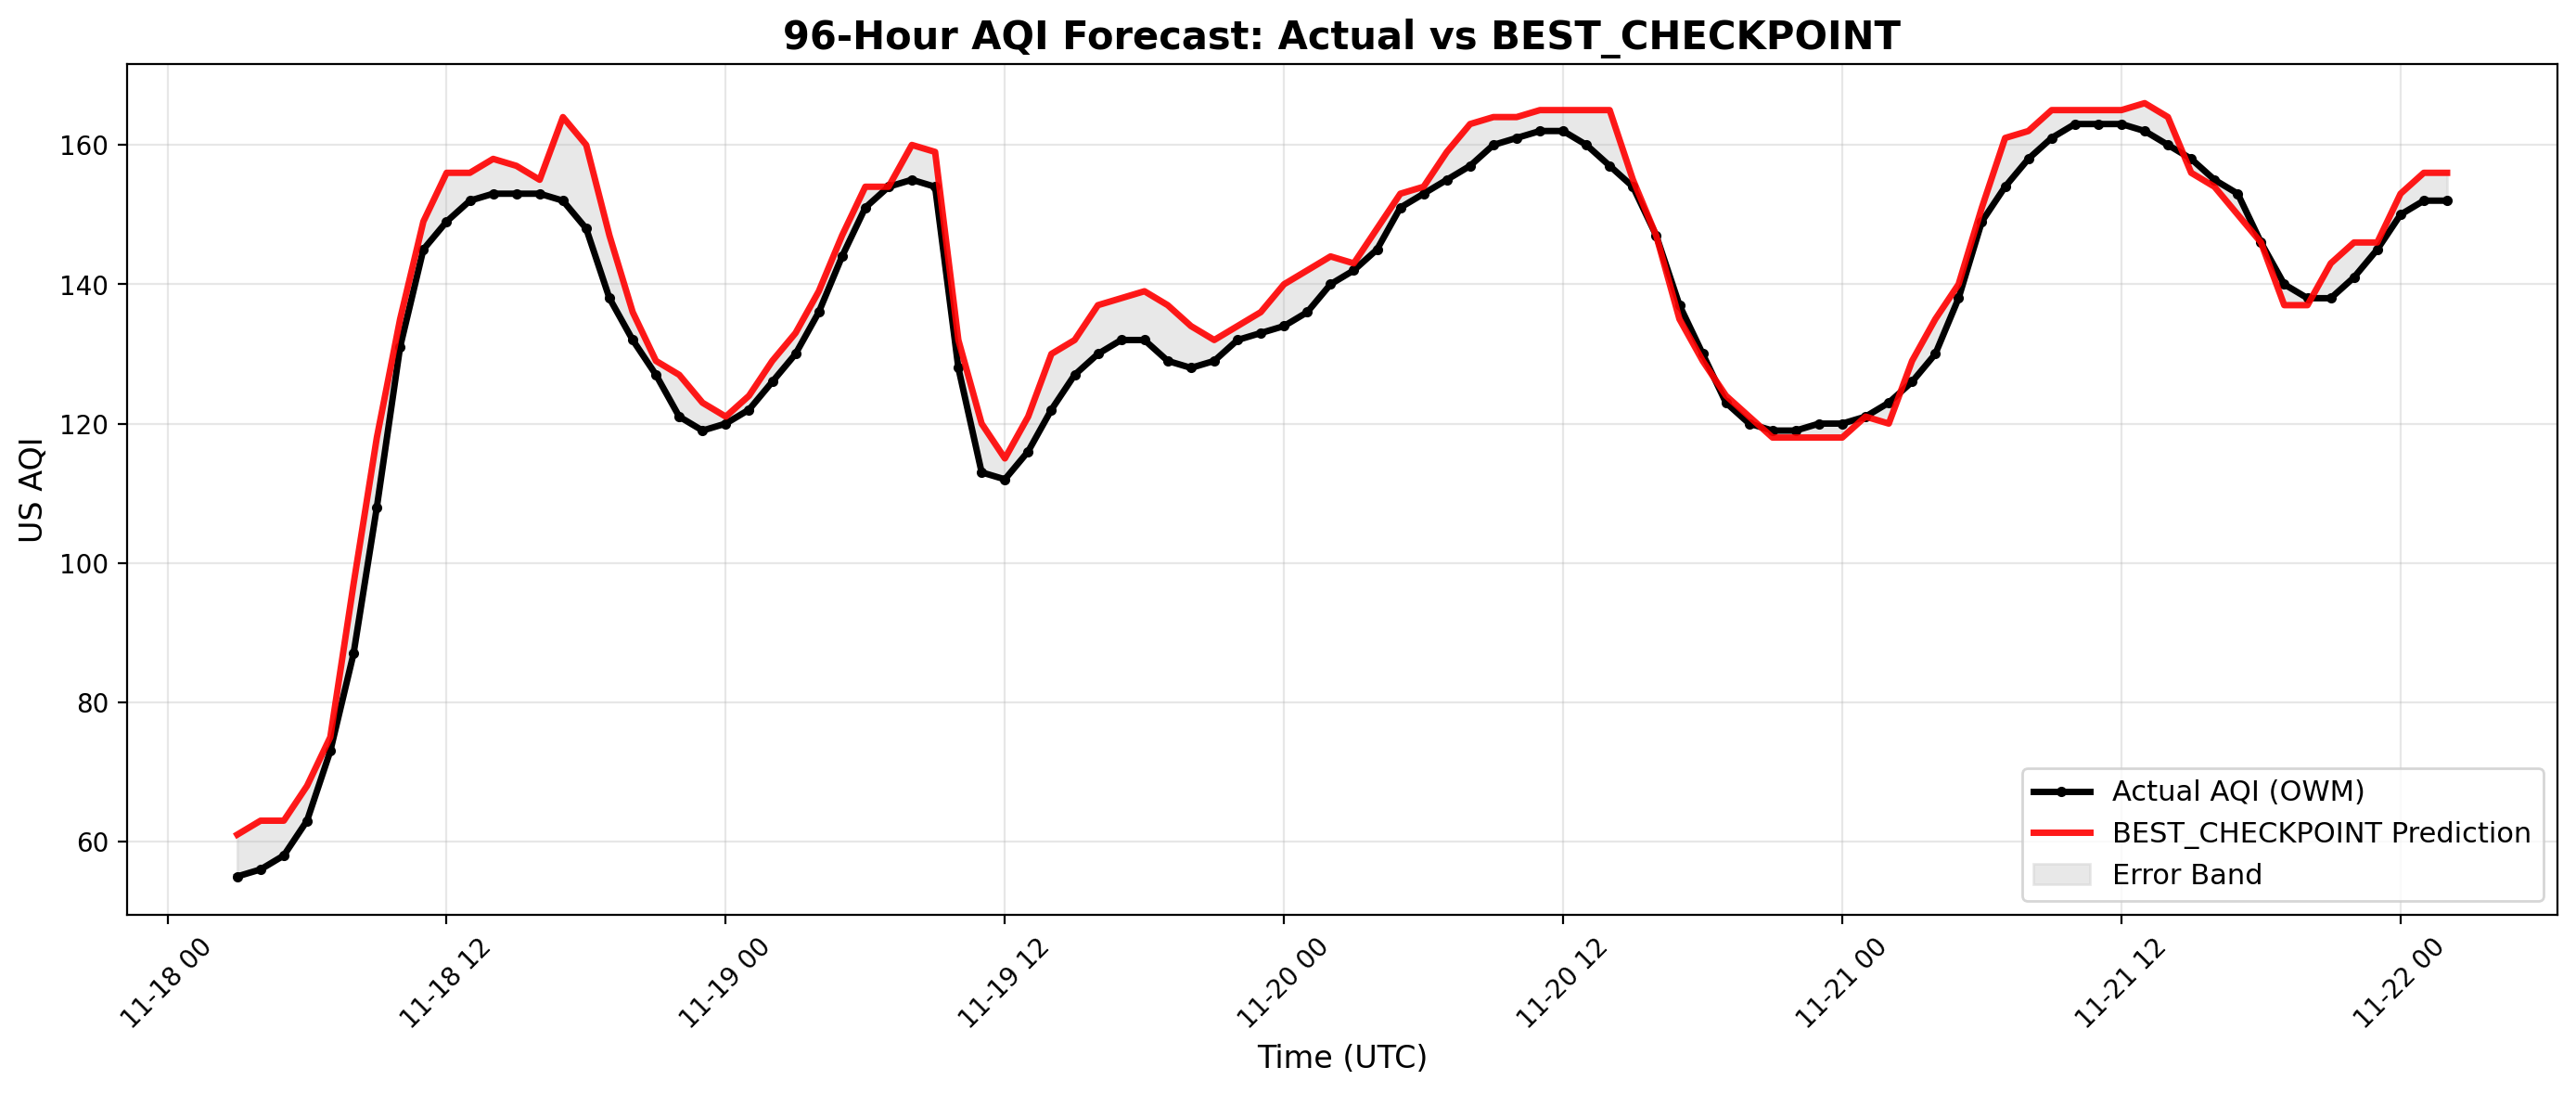 96-Hour AQI Forecast: Actual vs BEST_CHECKPOINT
US AQI
160
140
120
100
80
60
Actual AQI (OWM)
BEST_CHECKPOINT Prediction
Error Band
11-18 00
11-18 12
11-19 00
11-19 12
11-20 00
11-20 12
11-21 00
11-21 12
11-22 00
Time (UTC)